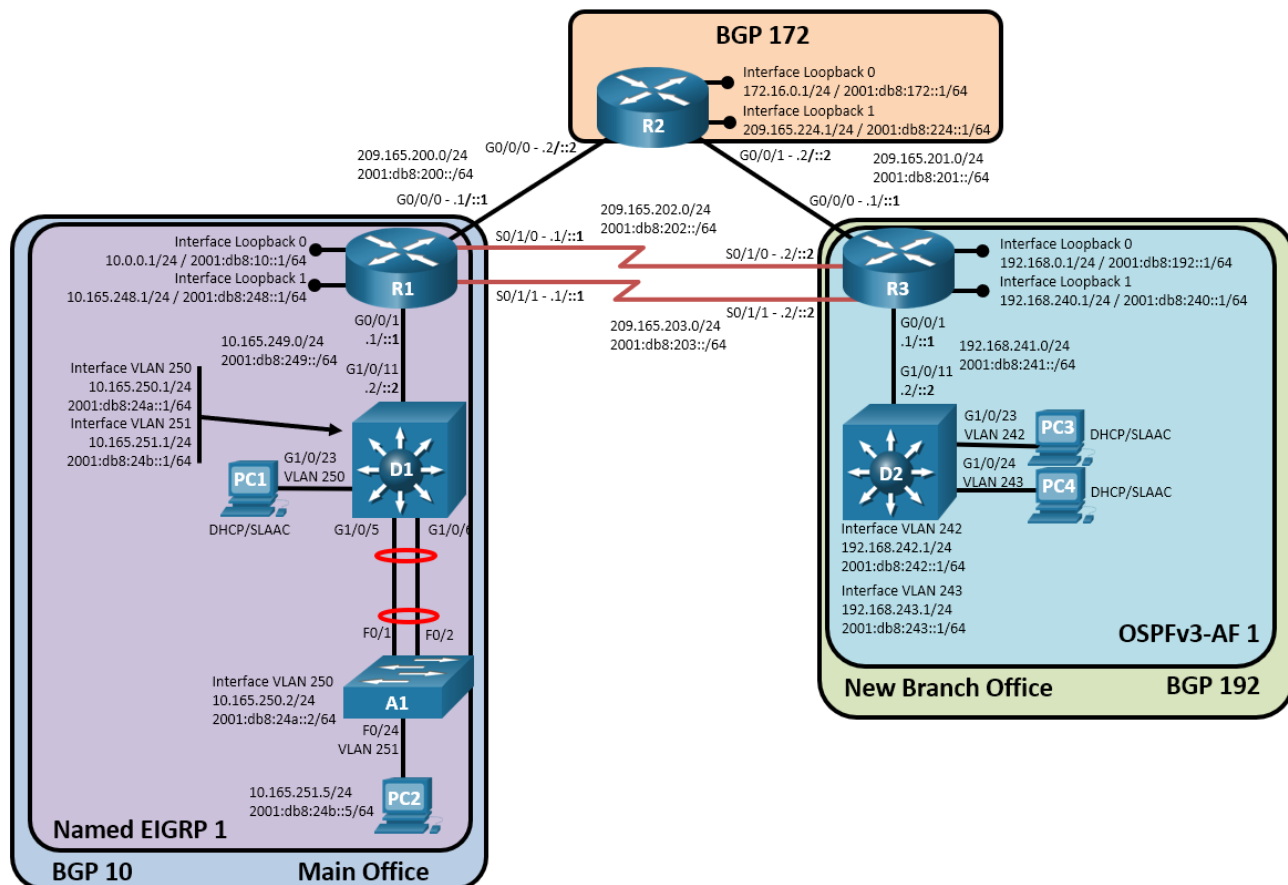 BGP 172
Interface Loopback 0
172.16.0.1/24 / 2001:db8:172::1/64
Interface Loopback 1
209.165.224.1/24 / 2001:db8:224::1/64
R2
G0/0/0 - .2/::2
G0/0/1 - .2/::2
209.165.200.0/24
2001:db8:200::/64
209.165.201.0/24
2001:db8:201::/64
G0/0/0 - .1/::1
G0/0/0 - .1/::1
209.165.202.0/24
2001:db8:202::/64
Interface Loopback 0
10.0.0.1/24 / 2001:db8:10::1/64
Interface Loopback 1
10.165.248.1/24 / 2001:db8:248::1/64
R1
S0/1/0 - .1/::1
S0/1/0 - .2/::2
S0/1/1 - .1/::1
S0/1/1 - .2/::2
209.165.203.0/24
2001:db8:203::/64
R3
Interface Loopback 0
192.168.0.1/24 / 2001:db8:192::1/64
Interface Loopback 1
192.168.240.1/24 / 2001:db8:240::1/64
G0/0/1
.1/::1
10.165.249.0/24
2001:db8:249::/64
G1/0/11
.2/::2
G0/0/1
.1/::1
192.168.241.0/24
2001:db8:241::/64
G1/0/11
.2/::2
Interface VLAN 250
10.165.250.1/24
2001:db8:24a::1/64
Interface VLAN 251
10.165.251.1/24
2001:db8:24b::1/64
D1
G1/0/23
VLAN 250
PC1
DHCP/SLAAC
G1/0/5
G1/0/6
D2
G1/0/23
VLAN 242
PC3
DHCP/SLAAC
G1/0/24
VLAN 243
PC4
DHCP/SLAAC
Interface VLAN 242
192.168.242.1/24
2001:db8:242::1/64
Interface VLAN 243
192.168.243.1/24
2001:db8:243::1/64
OSPFv3-AF 1
New Branch Office
BGP 192
F0/1
F0/2
Interface VLAN 250
10.165.250.2/24
2001:db8:24a::2/64
A1
F0/24
VLAN 251
10.165.251.5/24
2001:db8:24b::5/64
PC2
Named EIGRP 1
BGP 10
Main Office